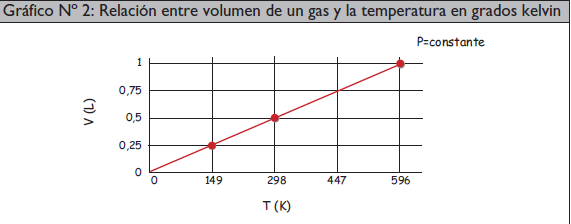 Gráfico Nº 2: Relación entre volumen de un gas y la temperatura en grados kelvin
P=constante
1
0,75
0,5
0,25
0
V (L)
0 149 298 447 596
T (K)